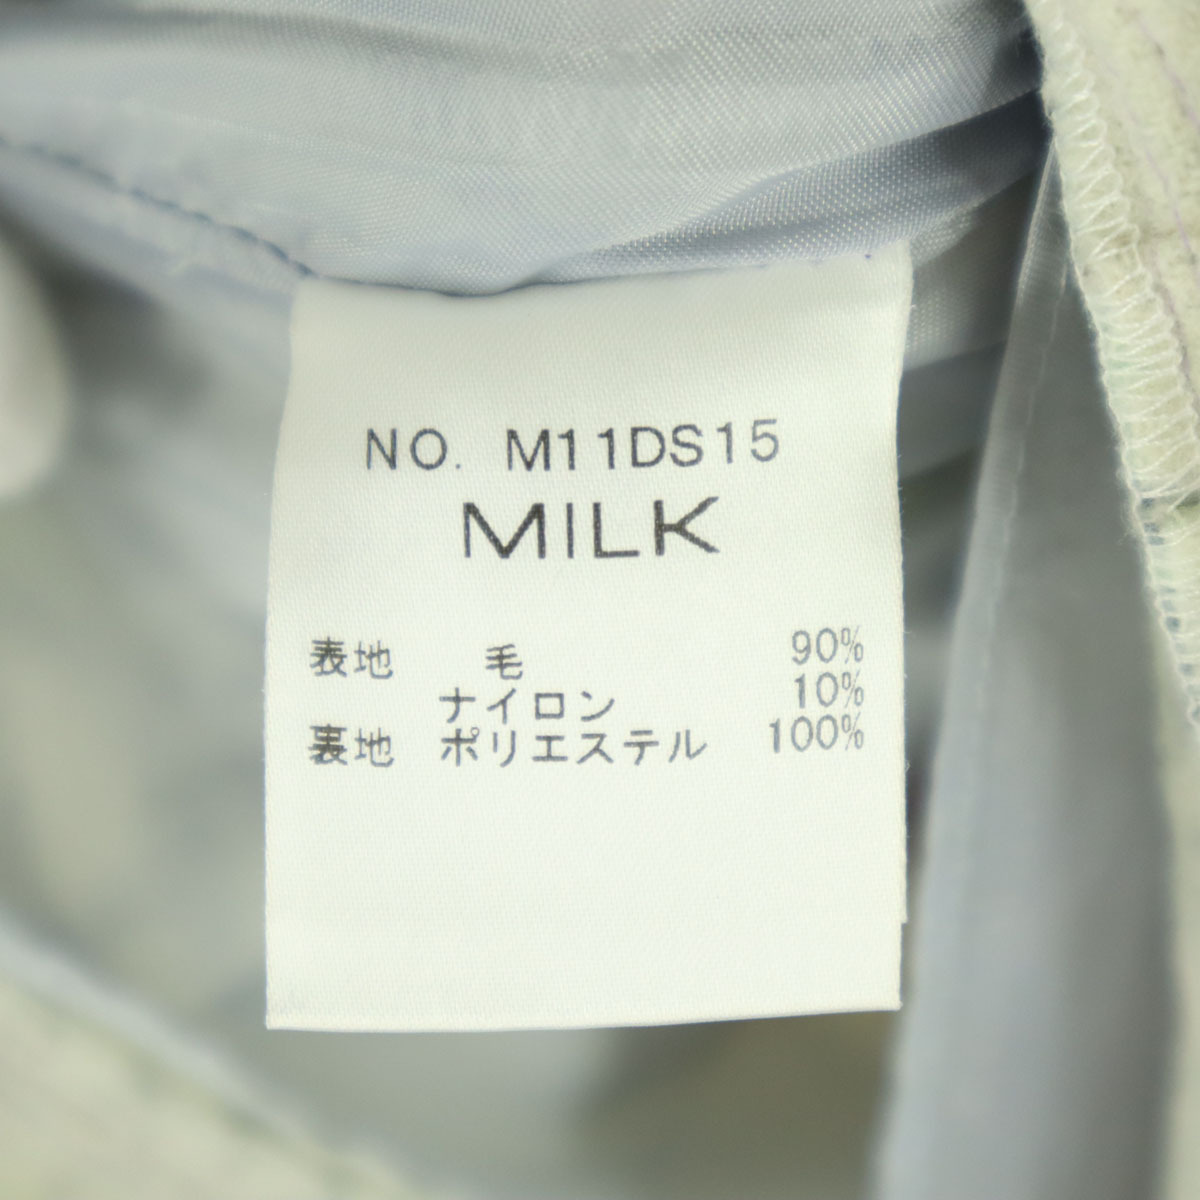 NO. M11DS15
MILK
表地 毛 90%
ナイロン 10%
裏地 ポリエステル 100%